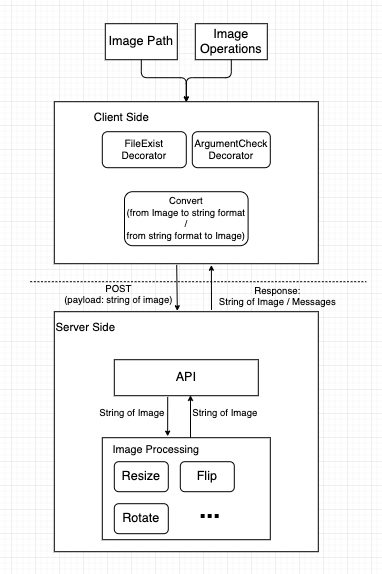 Image Path
Image
Operations
Client Side
FileExist
Decorator
ArgumentCheck
Decorator
Convert
(from Image to string format
/
from string format to Image)
POST
(payload: string of image)
Response:
String of Image / Messages
Server Side
API
String of Image
String of Image
Image Processing
Resize
Flip
Rotate
...